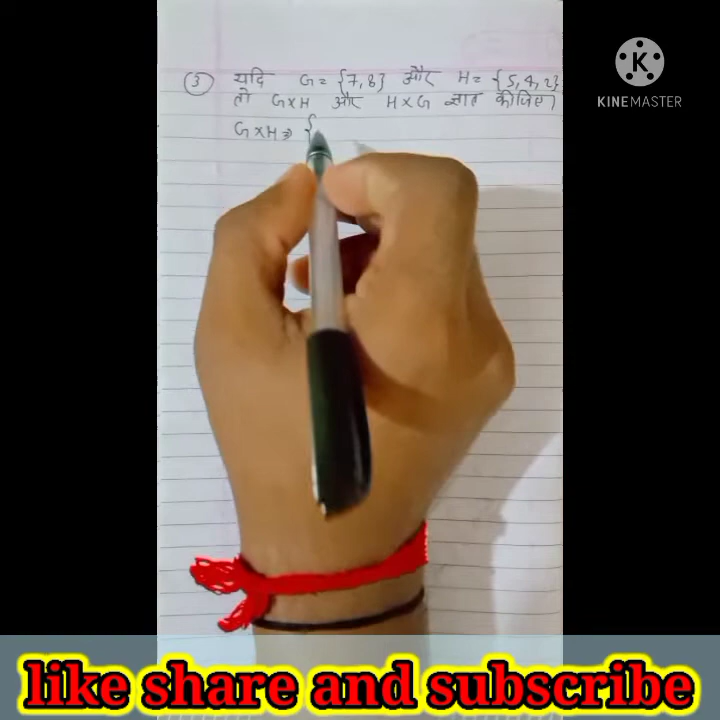 ③ यदि G = {7, 8} और H = {5, 4, 2}
तो G×H और H×G ज्ञात कीजिए।
G×H ⇒ {
K
KINEMASTER
like share and subscribe